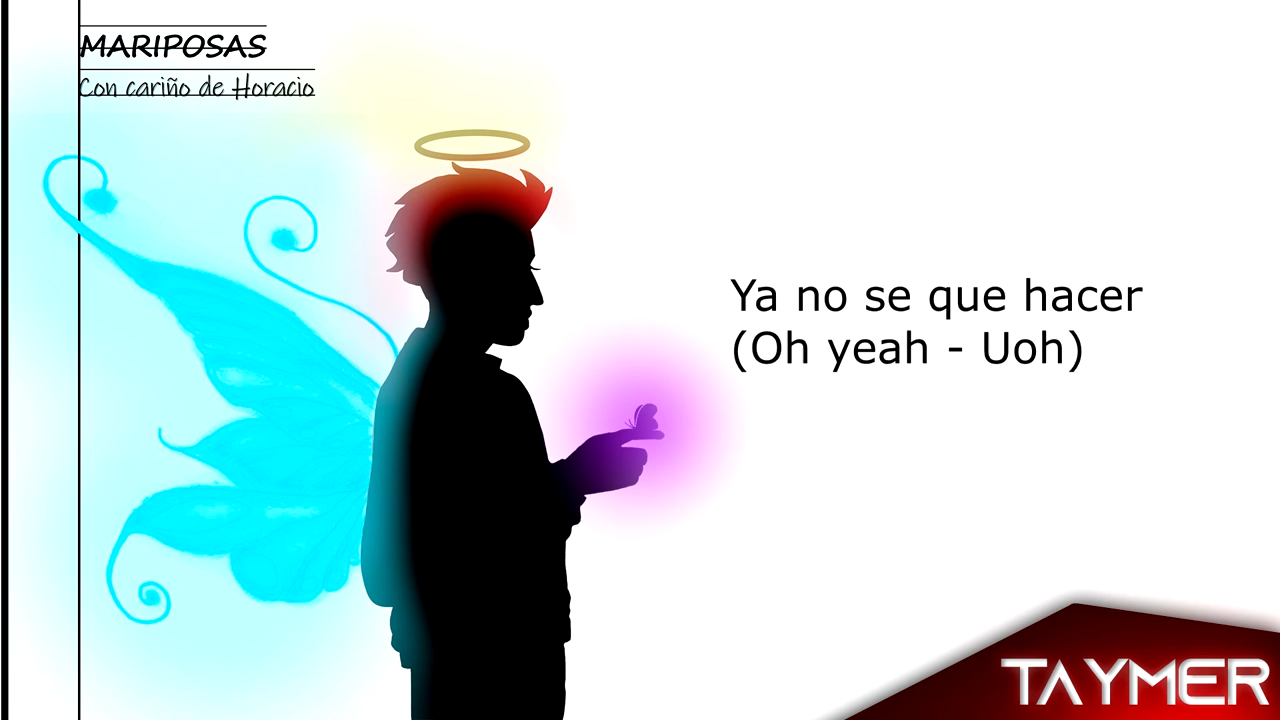 MARIPOSAS
Con cariño de Horacio
Ya no se que hacer
(Oh yeah - Uoh)
TAYMER